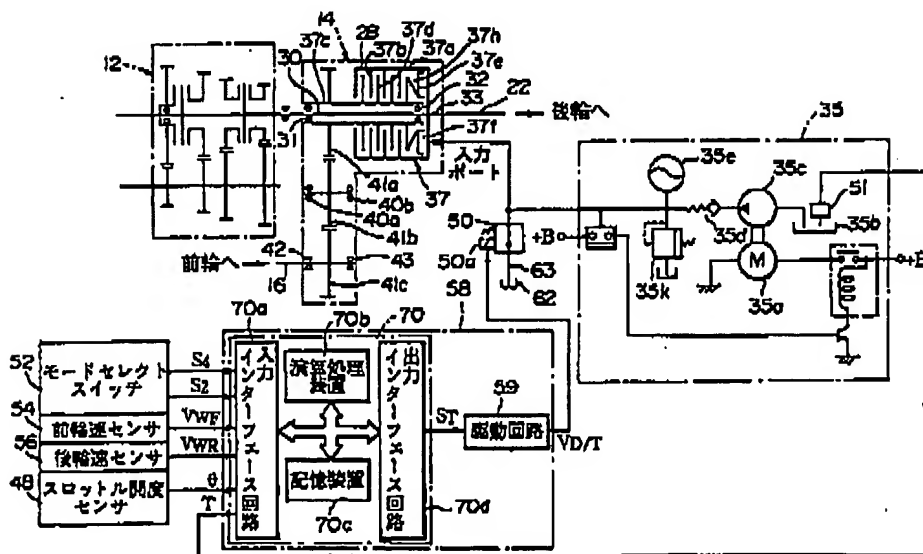 14
37c
37d
37h
28
37b
37a
37e
30
32
12
33
22
後輪へ
31
37f
入力
ポート
35
37
35e
35c
51
41a
40b
40a
50
+B
35d
35b
41b
50a
M
42
43
63
+B
前輪へ
16
41c
62
35k
35a
70a
70b
70
58
52
モードセレクト
スイッチ
S4
S2
54
前輪速センサ
VWF
56
後輪速センサ
VWR
48
スロットル開度
センサ
θ
T
入力
インターフェース回路
演算処理
装置
記憶装置
70c
出力
インターフェース回路
70d
ST
59
駆動回路
VD/T